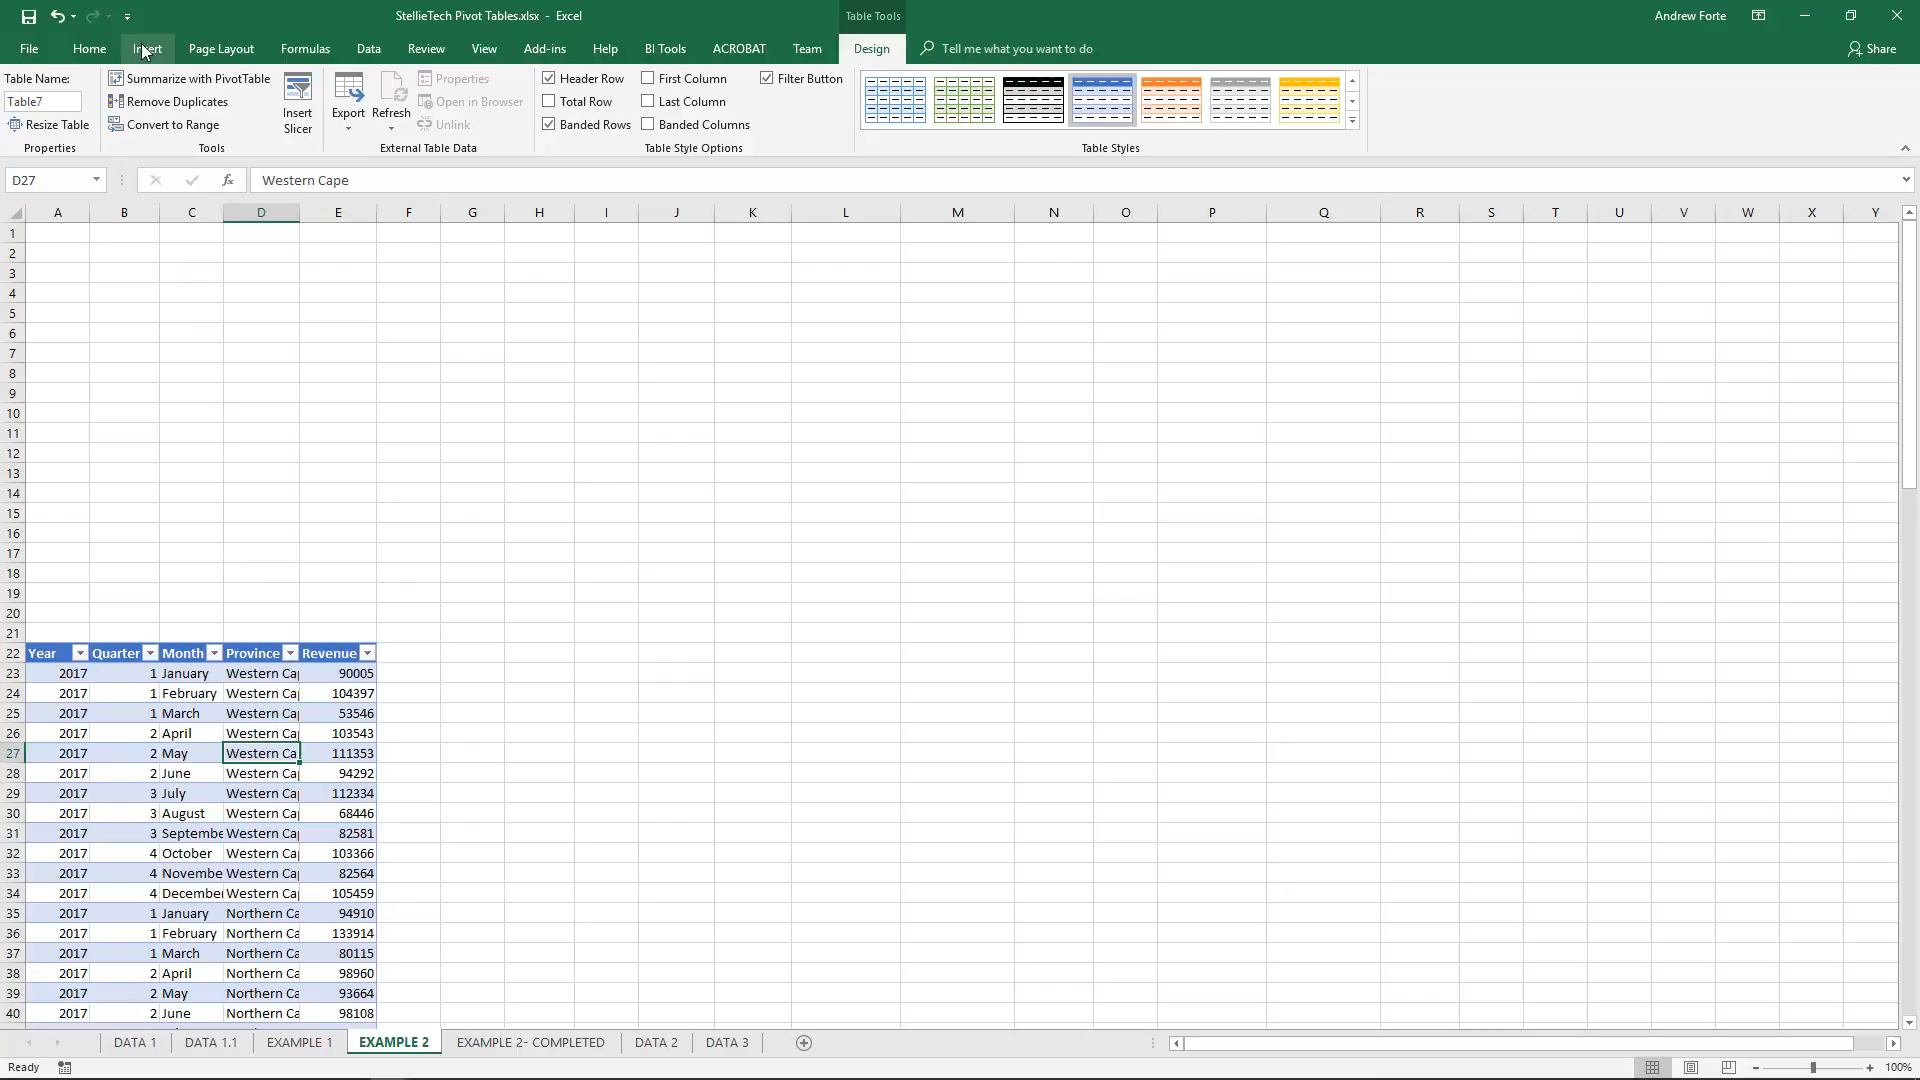 StellieTech Pivot Tables.xlsx - Excel
Table Tools
Andrew Forte
File Home Insert Page Layout Formulas Data Review View Add-ins Help BI Tools ACROBAT Team Design Tell me what you want to do Share
Table Name:
Table7
Resize Table
Properties
Summarize with PivotTable
Remove Duplicates
Convert to Range
Insert
Slicer
Tools
Export
Refresh
Properties
Open in Browser
Unlink
External Table Data
Header Row First Column Filter Button
Total Row Last Column
Banded Rows Banded Columns
Table Style Options
Table Styles
D27 fx Western Cape
A B C D E F G H I J K L M N O P Q R S T U V W X Y
1
2
3
4
5
6
7
8
9
10
11
12
13
14
15
16
17
18
19
20
21
22 Year Quarter Month Province Revenue
23 2017 1 January Western Ca 90005
24 2017 1 February Western Ca 104397
25 2017 1 March Western Ca 53546
26 2017 2 April Western Ca 103543
27 2017 2 May Western Ca 111353
28 2017 2 June Western Ca 94292
29 2017 3 July Western Ca 112334
30 2017 3 August Western Ca 68446
31 2017 3 Septembe Western Ca 82581
32 2017 4 October Western Ca 103366
33 2017 4 Novembe Western Ca 82564
34 2017 4 December Western Ca 105459
35 2017 1 January Northern Ca 94910
36 2017 1 February Northern Ca 133914
37 2017 1 March Northern Ca 80115
38 2017 2 April Northern Ca 98960
39 2017 2 May Northern Ca 93664
40 2017 2 June Northern Ca 98108
DATA 1 DATA 1.1 EXAMPLE 1 EXAMPLE 2 EXAMPLE 2- COMPLETED DATA 2 DATA 3
Ready 100%